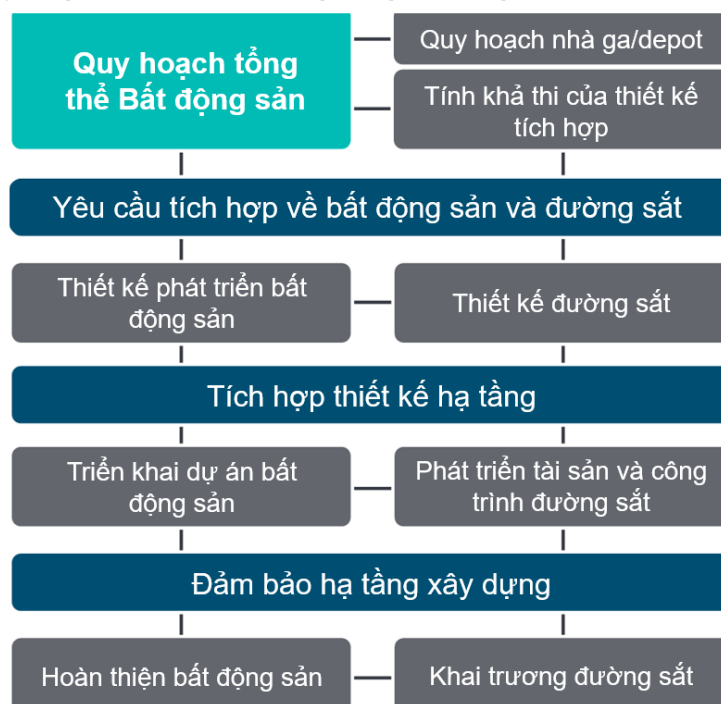 Quy hoạch tổng
thể Bất động sản
Quy hoạch nhà ga/depot
Tính khả thi của thiết kế
tích hợp
Yêu cầu tích hợp về bất động sản và đường sắt
Thiết kế phát triển bất
động sản
Thiết kế đường sắt
Tích hợp thiết kế hạ tầng
Triển khai dự án bất
động sản
Phát triển tài sản và công
trình đường sắt
Đảm bảo hạ tầng xây dựng
Hoàn thiện bất động sản
Khai trương đường sắt